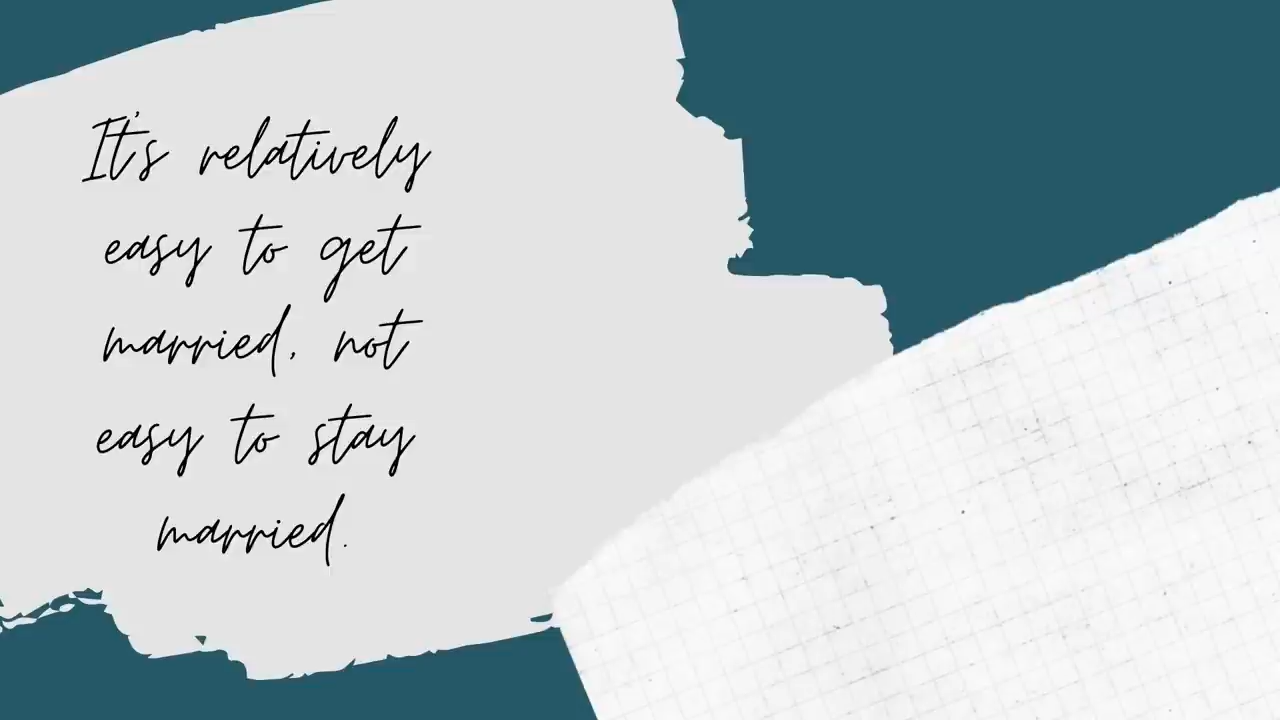 It's relatively
easy to get
married, not
easy to stay
married.